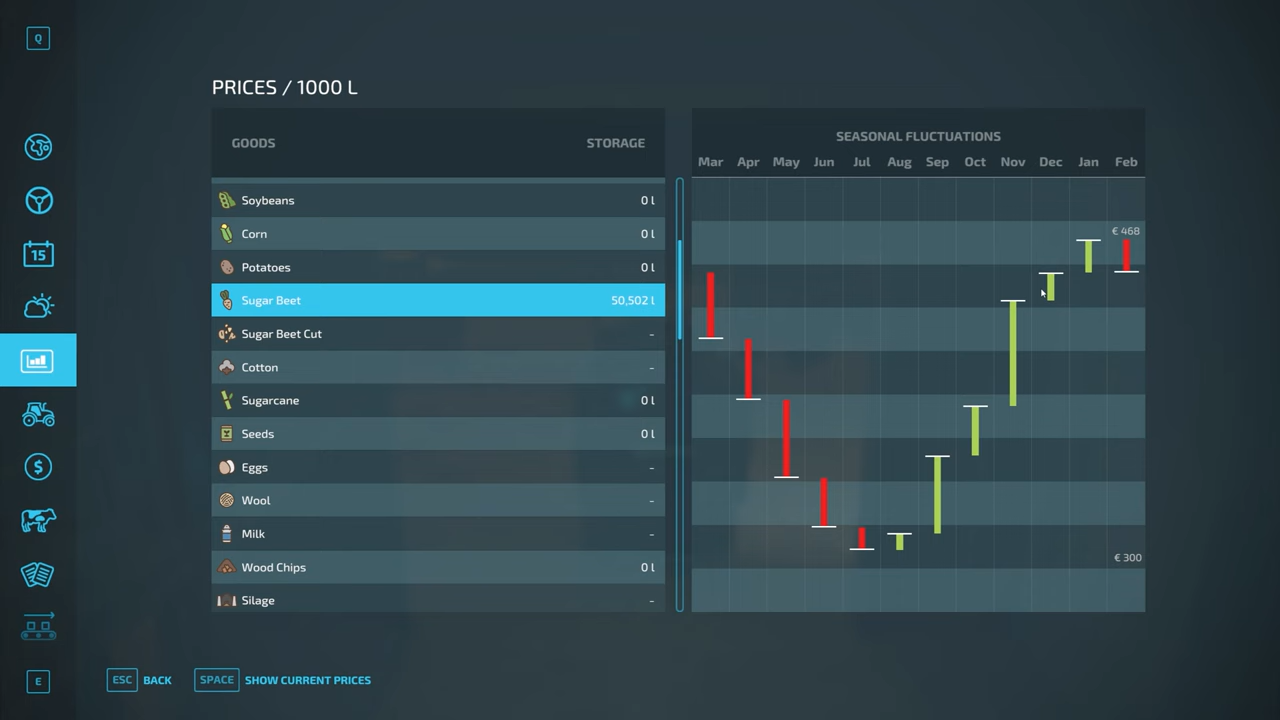 Q
PRICES / 1000 L
GOODS STORAGE
SEASONAL FLUCTUATIONS
Mar Apr May Jun Jul Aug Sep Oct Nov Dec Jan Feb
Soybeans 0 l
Corn 0 l
Potatoes 0 l
Sugar Beet 50,502 l
Sugar Beet Cut -
Cotton -
Sugarcane 0 l
Seeds 0 l
Eggs -
Wool -
Milk -
Wood Chips 0 l
Silage -
€ 468
€ 300
15
$
E
ESC BACK SPACE SHOW CURRENT PRICES